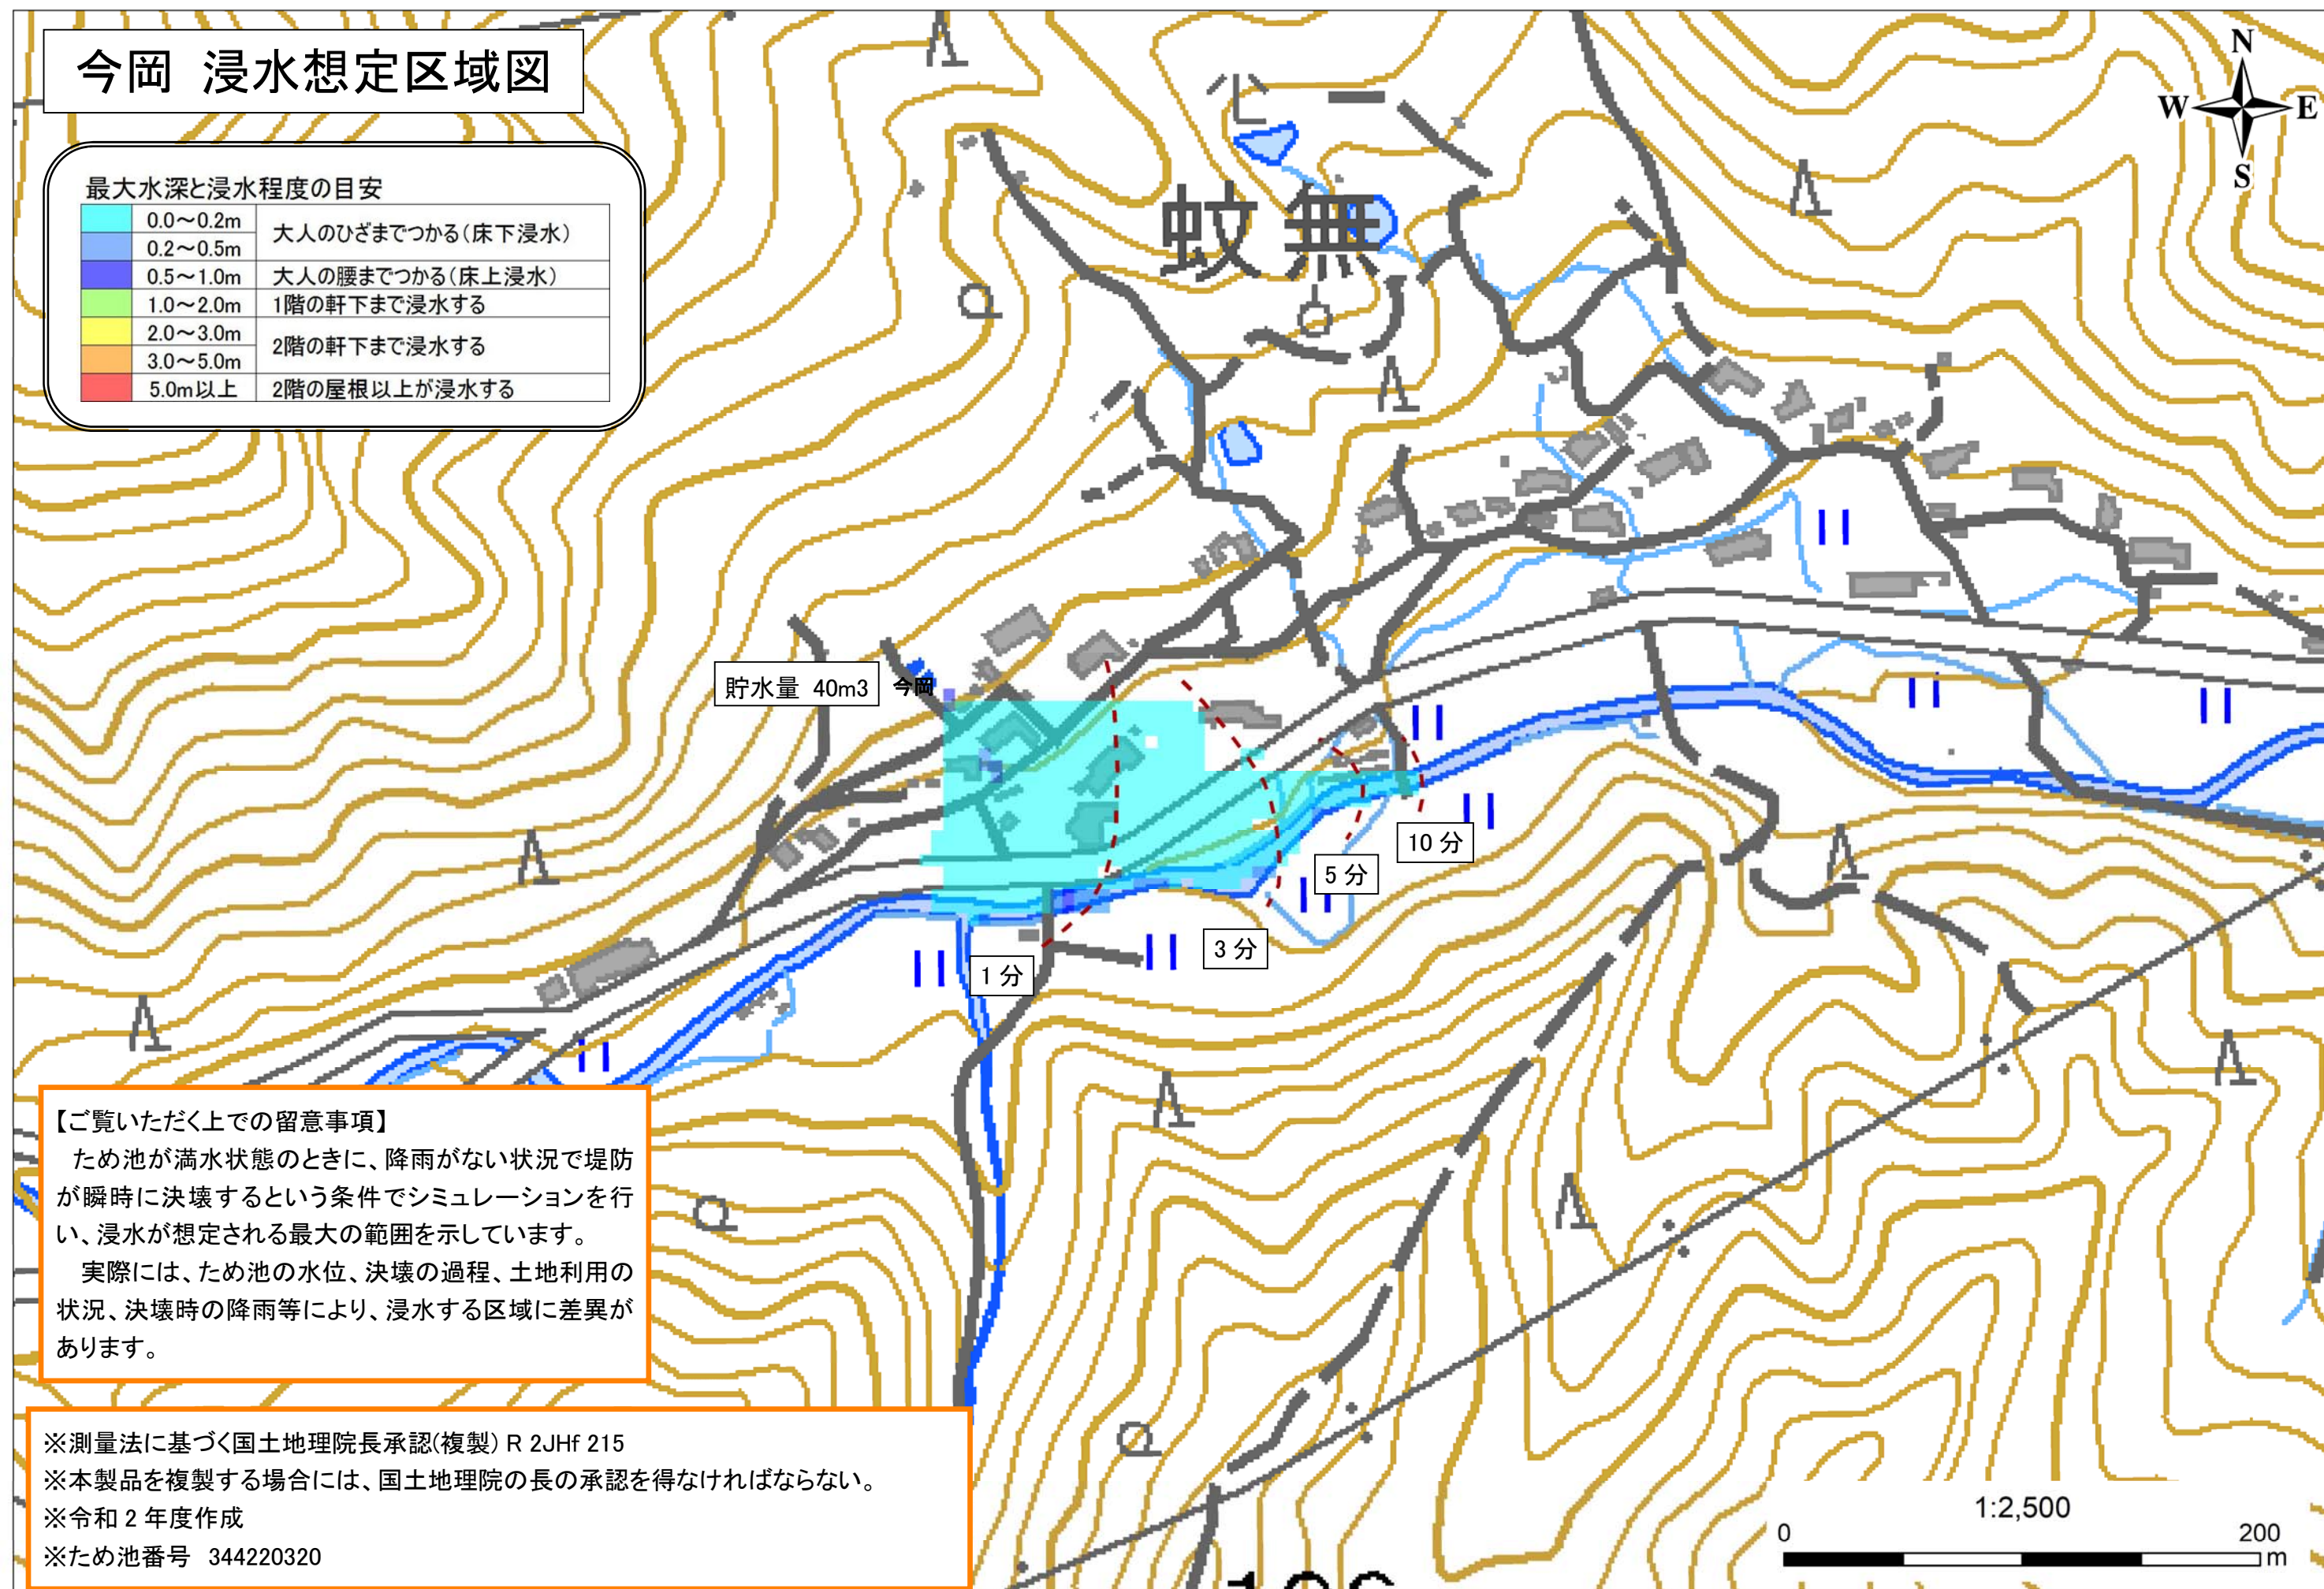 今岡 浸水想定区域図
N
W E
S
最大水深と浸水程度の目安
0.0～0.2m
大人のひざまでつかる(床下浸水)
0.2～0.5m
0.5～1.0m 大人の腰までつかる(床上浸水)
1.0～2.0m 1階の軒下まで浸水する
2.0～3.0m
2階の軒下まで浸水する
3.0～5.0m
5.0m以上 2階の屋根以上が浸水する
蚊無
貯水量 40m3
今岡
10 分
5 分
3 分
1 分
【ご覧いただく上での留意事項】
ため池が満水状態のときに、降雨がない状況で堤防
が瞬時に決壊するという条件でシミュレーションを行
い、浸水が想定される最大の範囲を示しています。
実際には、ため池の水位、決壊の過程、土地利用の
状況、決壊時の降雨等により、浸水する区域に差異が
あります。
※測量法に基づく国土地理院長承認(複製) R 2JHf 215
※本製品を複製する場合には、国土地理院の長の承認を得なければならない。
※令和 2 年度作成
※ため池番号 344220320
1:2,500
0 200
m